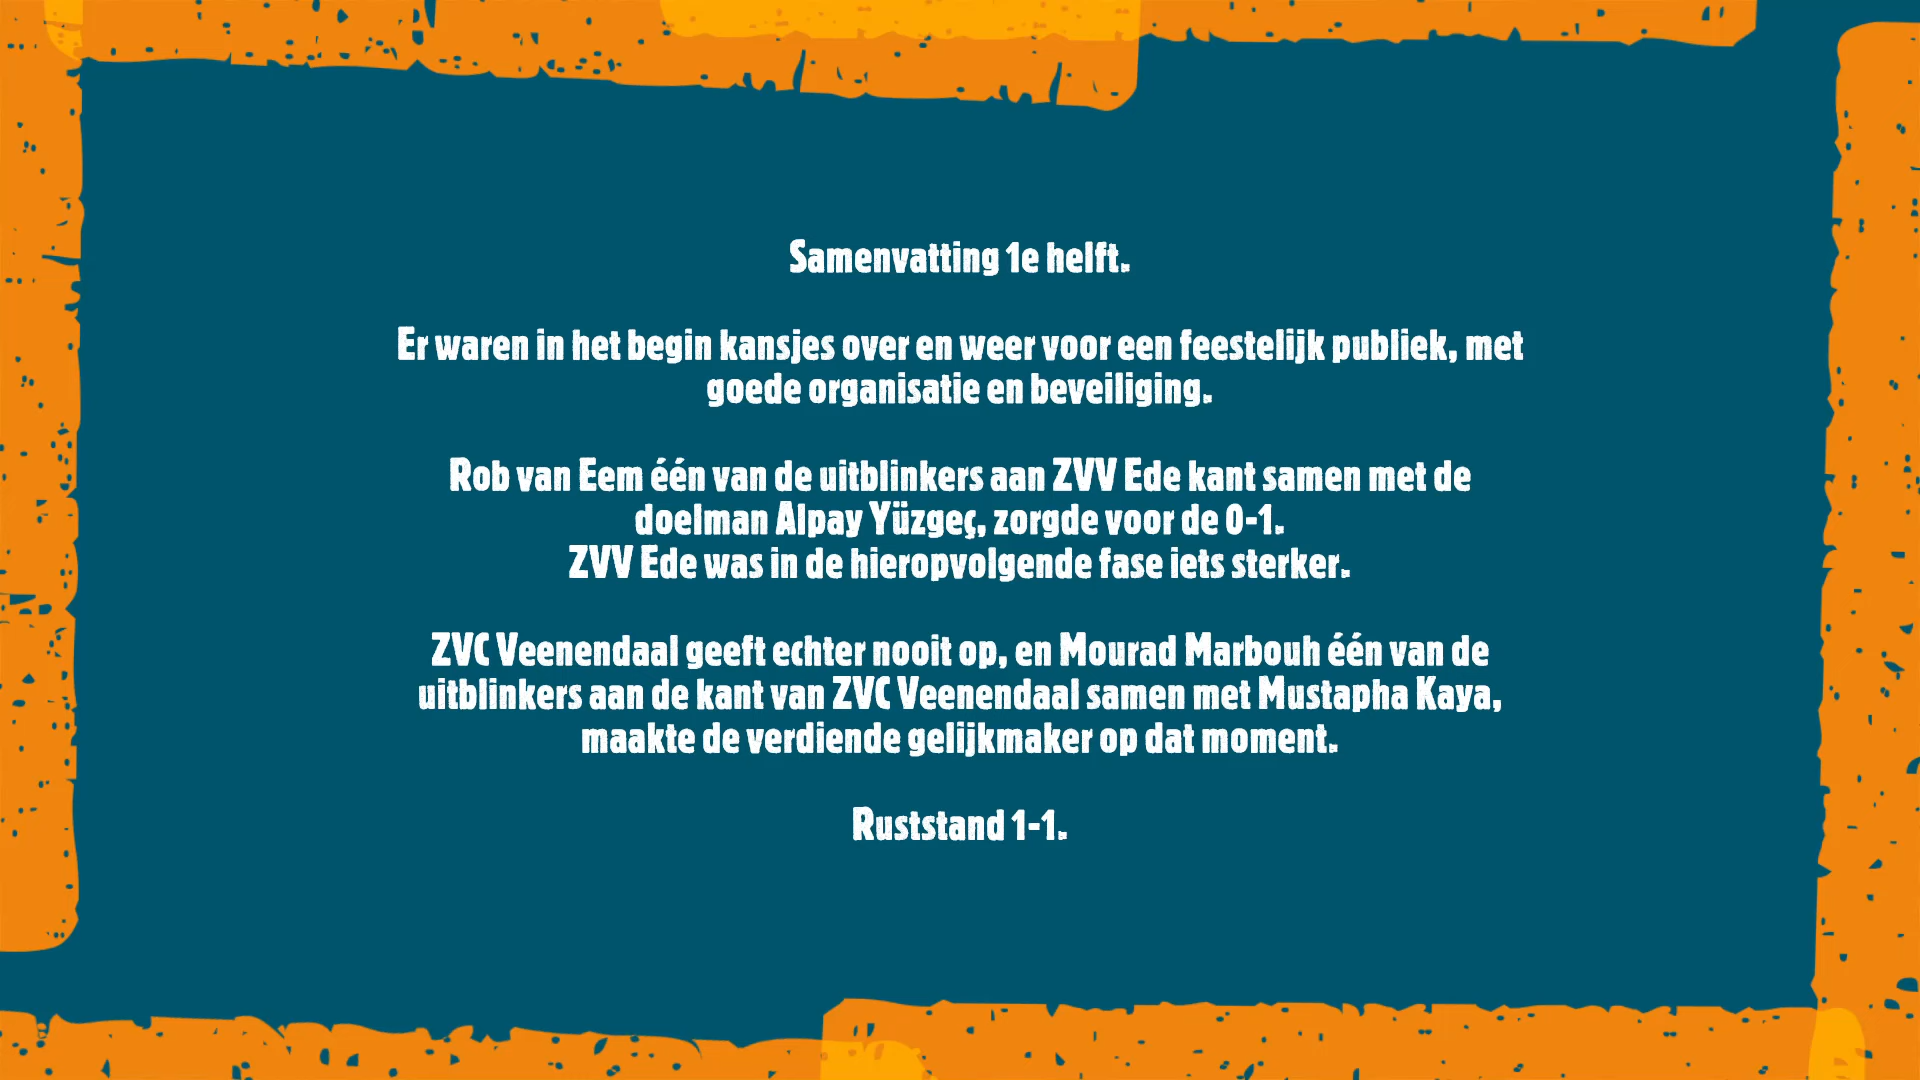 Samenvatting 1e helft.
Er waren in het begin kansjes over en weer voor een feestelijk publiek, met
goede organisatie en beveiliging.
Rob van Eem één van de uitblinkers aan ZVV Ede kant samen met de
doelman Alpay Yüzgeç, zorgde voor de 0-1.
ZVV Ede was in de hieropvolgende fase iets sterker.
ZVC Veenendaal geeft echter nooit op, en Mourad Marbouh één van de
uitblinkers aan de kant van ZVC Veenendaal samen met Mustapha Kaya,
maakte de verdiende gelijkmaker op dat moment.
Ruststand 1-1.